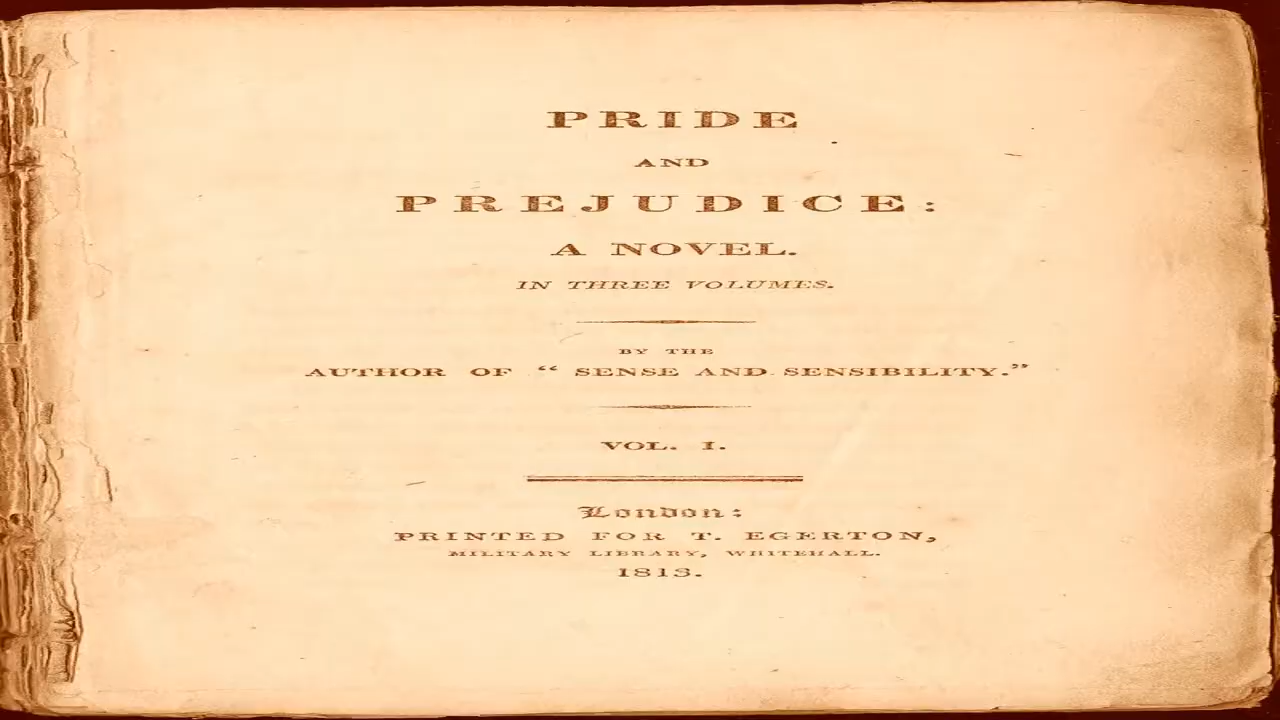 PRIDE
AND
PREJUDICE:
A NOVEL.
IN THREE VOLUMES.
BY THE
AUTHOR OF “ SENSE AND SENSIBILITY.”
VOL. I.
London:
PRINTED FOR T. EGERTON,
MILITARY LIBRARY, WHITEHALL.
1813.